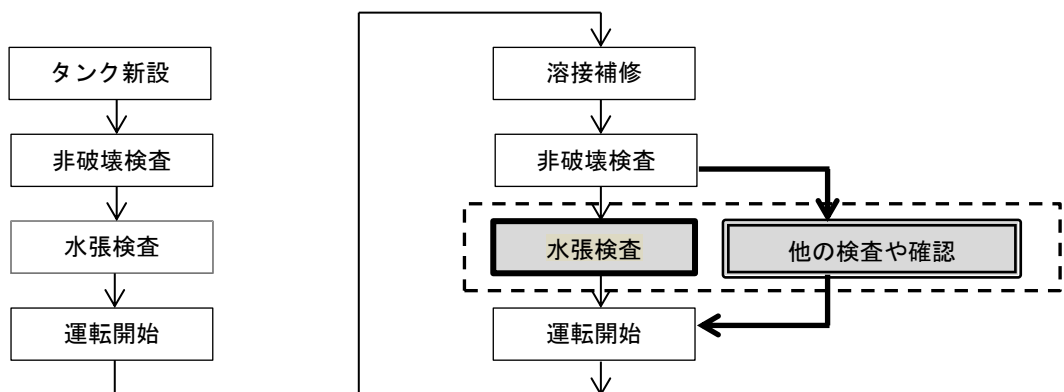 タンク新設
非破壊検査
水張検査
運転開始
溶接補修
非破壊検査
水張検査
他の検査や確認
運転開始